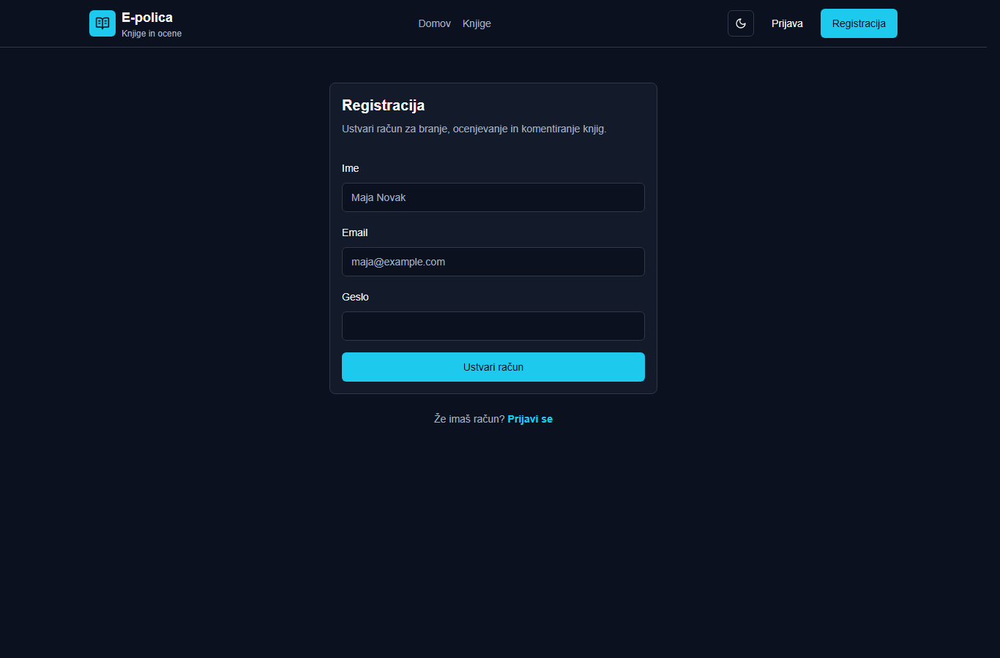 E-polica
Knjige in ocene
Domov Knjige
Prijava
Registracija
Registracija
Ustvari račun za branje, ocenjevanje in komentiranje knjig.
Ime
Maja Novak
Email
maja@example.com
Geslo
Ustvari račun
Že imaš račun? Prijavi se